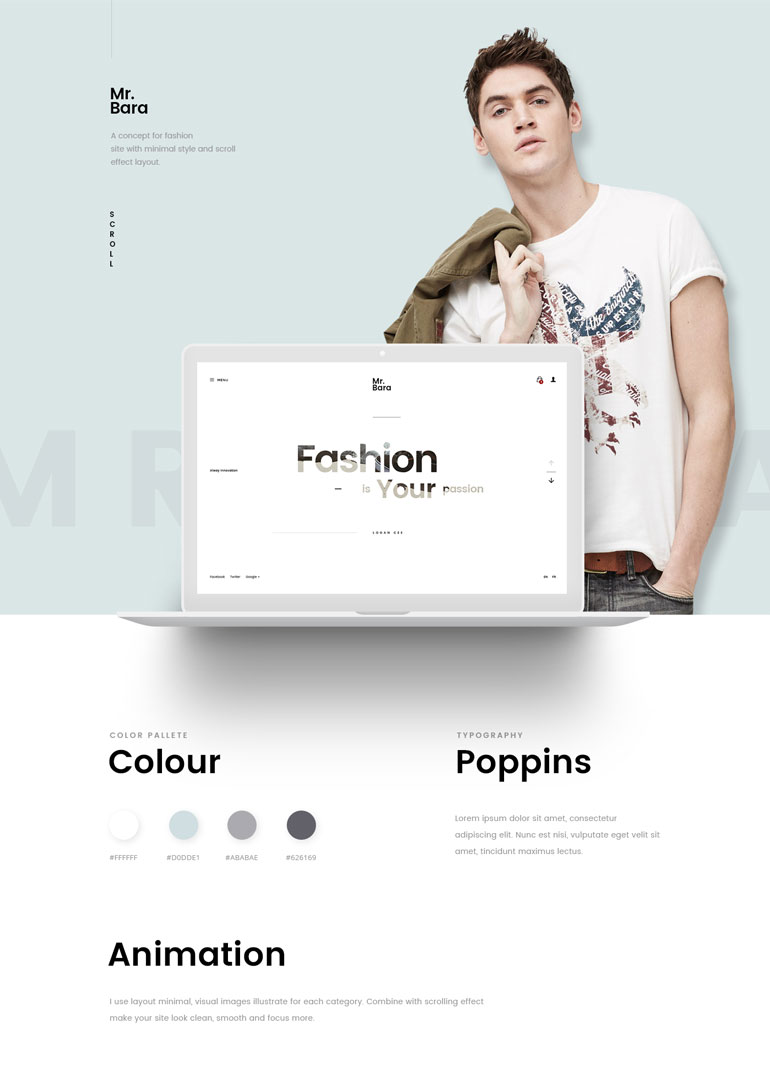 Mr.
Bara
A concept for fashion
site with minimal style and scroll
effect layout.
SCROLL
MENU
Mr.
Bara
Fashion
is Your passion
LOGAN CEE
Facebook Twitter Google +
EN FR
M R A
the original
SUPERIOR
COLOR PALLETE
Colour
#FFFFFF #D0DDE1 #ABABAE #626169
TYPOGRAPHY
Poppins
Lorem ipsum dolor sit amet, consectetur
adipiscing elit. Nunc est nisi, vulputate eget velit sit
amet, tincidunt maximus lectus.
Animation
I use layout minimal, visual images illustrate for each category. Combine with scrolling effect
make your site look clean, smooth and focus more.